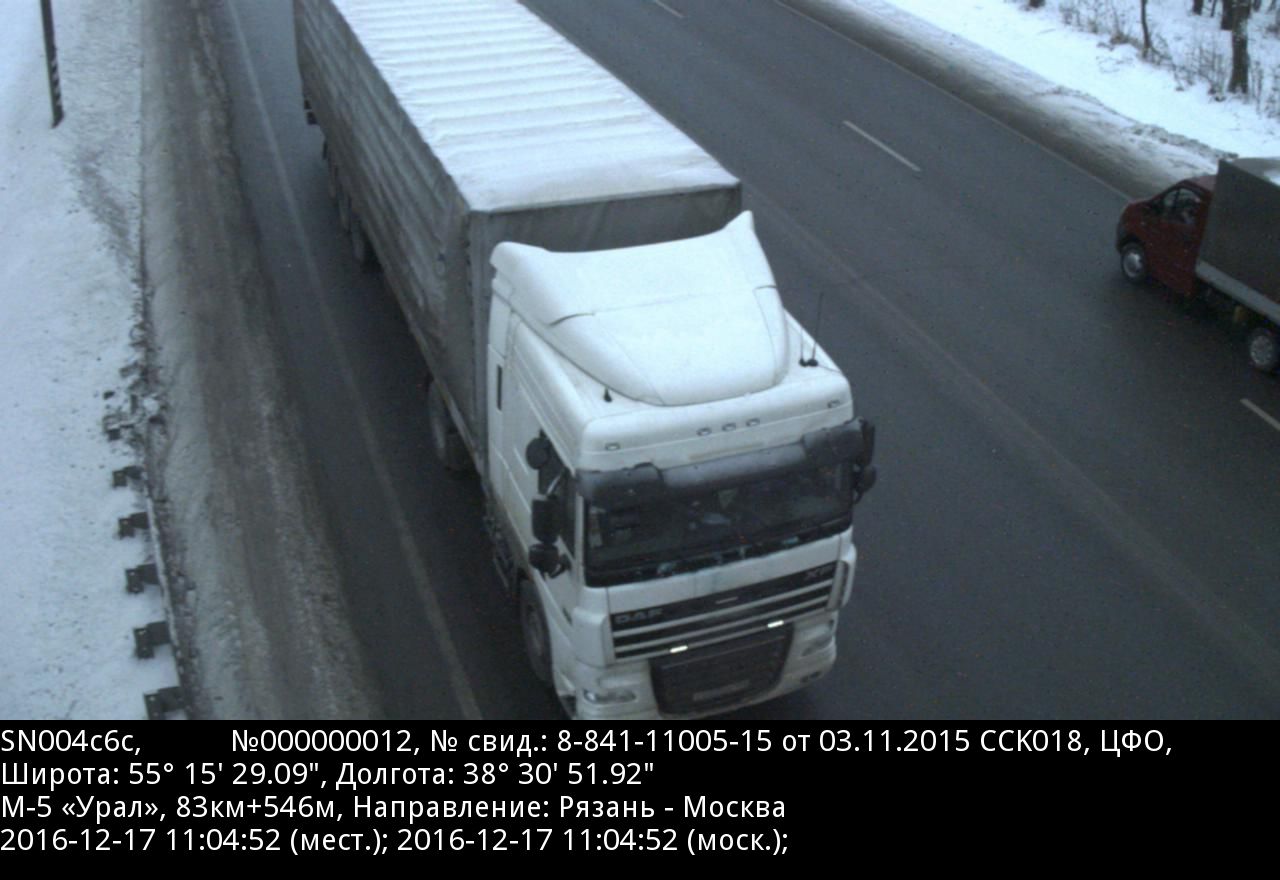 DAF XF
SN004c6c, №000000012, № свид.: 8-841-11005-15 от 03.11.2015 ССК018, ЦФО,
Широта: 55° 15' 29.09", Долгота: 38° 30' 51.92"
М-5 «Урал», 83км+546м, Направление: Рязань - Москва
2016-12-17 11:04:52 (мест.); 2016-12-17 11:04:52 (моск.);